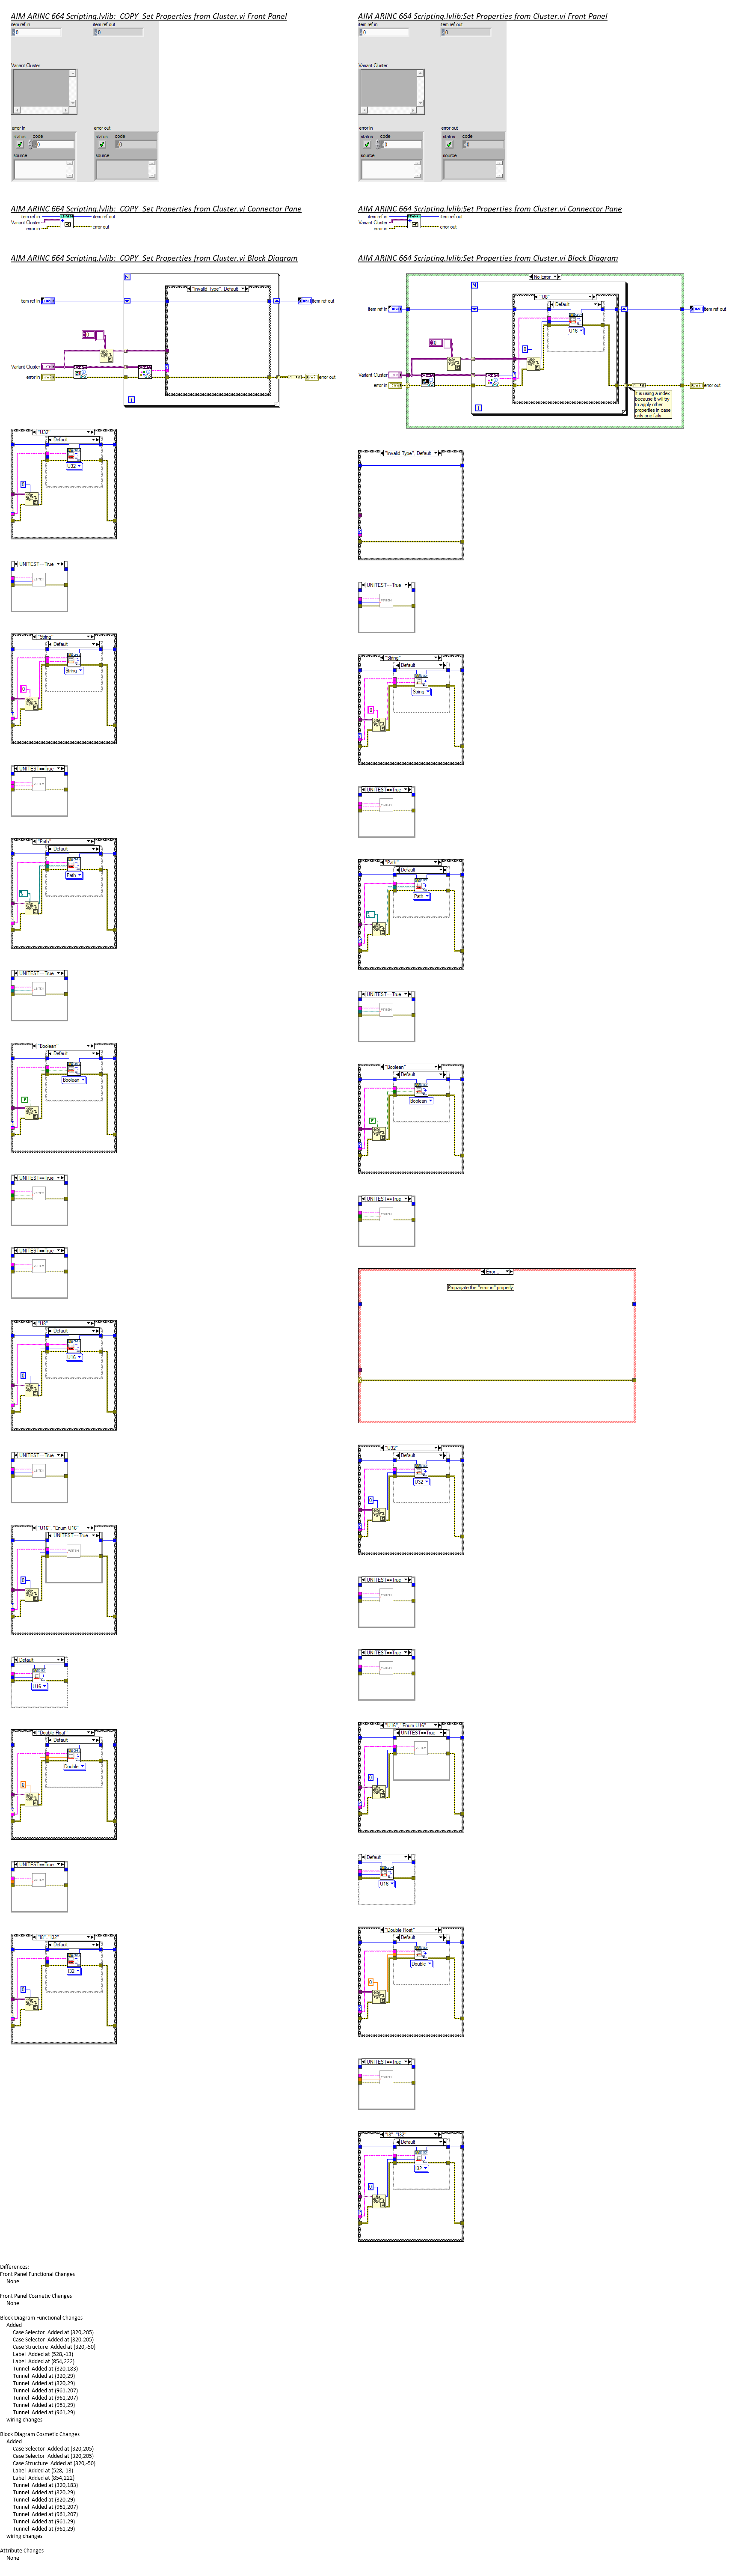 AIM ARINC 664 Scripting.lvlib:_COPY_Set Properties from Cluster.vi Front Panel
item ref in
item ref out
0
0
Variant Cluster
error in
error out
status
code
0
status
code
0
source
source
AIM ARINC 664 Scripting.lvlib:_COPY_Set Properties from Cluster.vi Connector Pane
item ref in
item ref out
Variant Cluster
error in
error out
AIM ARINC 664 Scripting.lvlib:_COPY_Set Properties from Cluster.vi Block Diagram
N
"Invalid Type", Default
item ref in
item ref out
Variant Cluster
error in
error out
i
"U32"
Default
U32
0
UNITEST==True
"String"
Default
String
UNITEST==True
"Path"
Default
Path
UNITEST==True
"Boolean"
Default
Boolean
F
UNITEST==True
UNITEST==True
"U8"
Default
U16
0
UNITEST==True
"U16", "Enum U16"
UNITEST==True
0
Default
U16
"Double Float"
Default
Double
0
UNITEST==True
"I8", "I32"
Default
I32
0
AIM ARINC 664 Scripting.lvlib:Set Properties from Cluster.vi Front Panel
item ref in
item ref out
0
0
Variant Cluster
error in
error out
status
code
0
status
code
0
source
source
AIM ARINC 664 Scripting.lvlib:Set Properties from Cluster.vi Connector Pane
item ref in
item ref out
Variant Cluster
error in
error out
AIM ARINC 664 Scripting.lvlib:Set Properties from Cluster.vi Block Diagram
No Error
N
"U8"
Default
U16
0
item ref in
item ref out
Variant Cluster
error in
error out
i
It is using a index
because it will try
to apply other
properties in case
only one fails
"Invalid Type", Default
UNITEST==True
"String"
Default
String
UNITEST==True
"Path"
Default
Path
UNITEST==True
"Boolean"
Default
Boolean
F
UNITEST==True
Error
Propagate the "error in" properly
"U32"
Default
U32
0
UNITEST==True
UNITEST==True
"U16", "Enum U16"
UNITEST==True
0
Default
U16
"Double Float"
Default
Double
0
UNITEST==True
"I8", "I32"
Default
I32
0
Differences:
Front Panel Functional Changes
None
Front Panel Cosmetic Changes
None
Block Diagram Functional Changes
Added
Case Selector Added at (320,205)
Case Selector Added at (320,205)
Case Structure Added at (320,-50)
Label Added at (528,-13)
Label Added at (854,222)
Tunnel Added at (320,183)
Tunnel Added at (320,29)
Tunnel Added at (320,29)
Tunnel Added at (961,207)
Tunnel Added at (961,207)
Tunnel Added at (961,29)
Tunnel Added at (961,29)
wiring changes
Block Diagram Cosmetic Changes
Added
Case Selector Added at (320,205)
Case Selector Added at (320,205)
Case Structure Added at (320,-50)
Label Added at (528,-13)
Label Added at (854,222)
Tunnel Added at (320,183)
Tunnel Added at (320,29)
Tunnel Added at (320,29)
Tunnel Added at (961,207)
Tunnel Added at (961,207)
Tunnel Added at (961,29)
Tunnel Added at (961,29)
wiring changes
Attribute Changes
None